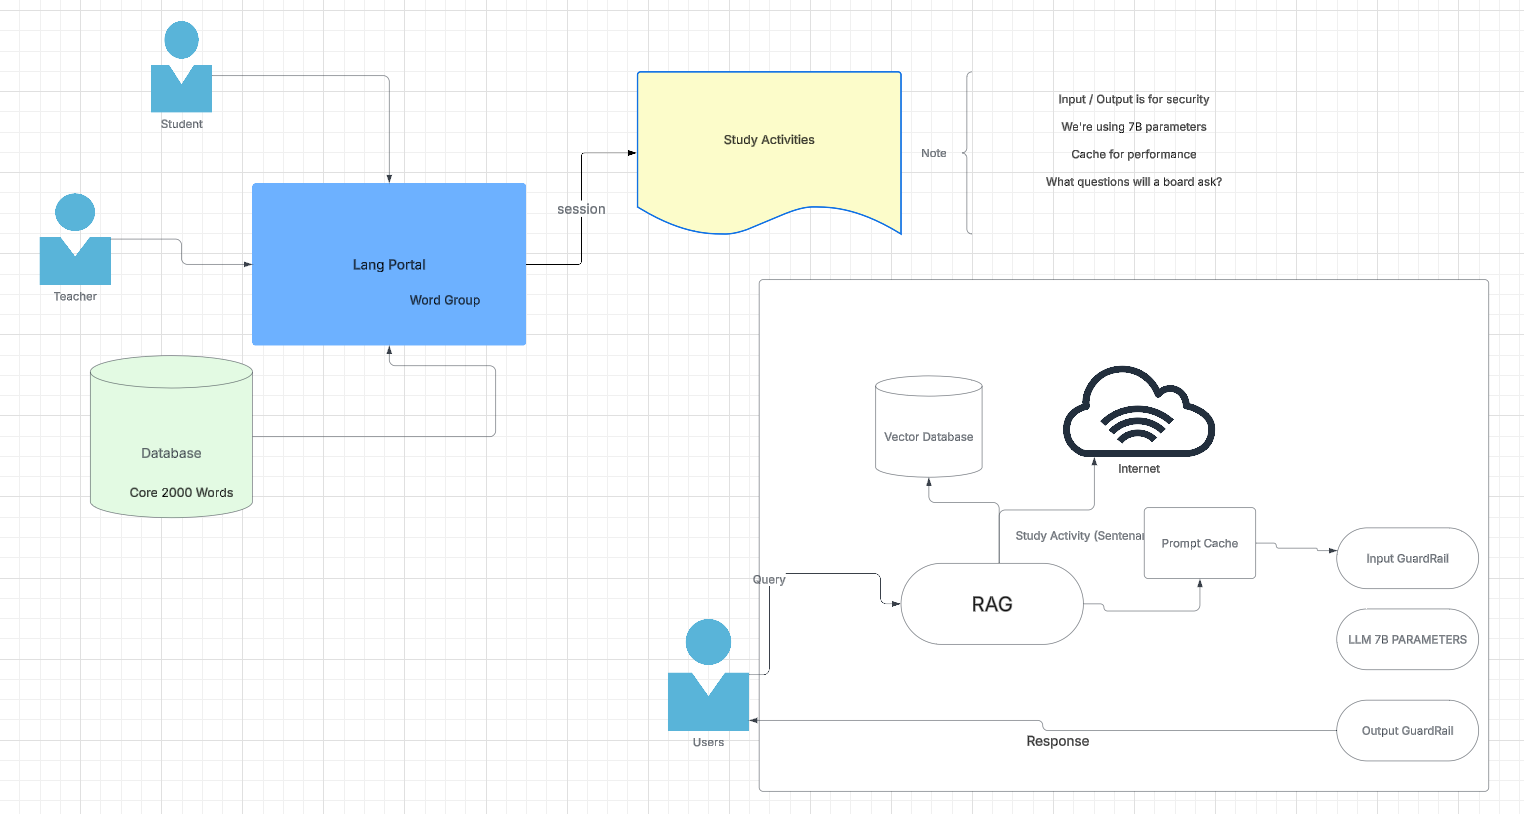 Student
Teacher
Lang Portal
Word Group
Database
Core 2000 Words
session
Study Activities
Note
Input / Output is for security
We're using 7B parameters
Cache for performance
What questions will a board ask?
Vector Database
Internet
Study Activity (Sentenar
Prompt Cache
Input GuardRail
Query
RAG
LLM 7B PARAMETERS
Users
Response
Output GuardRail